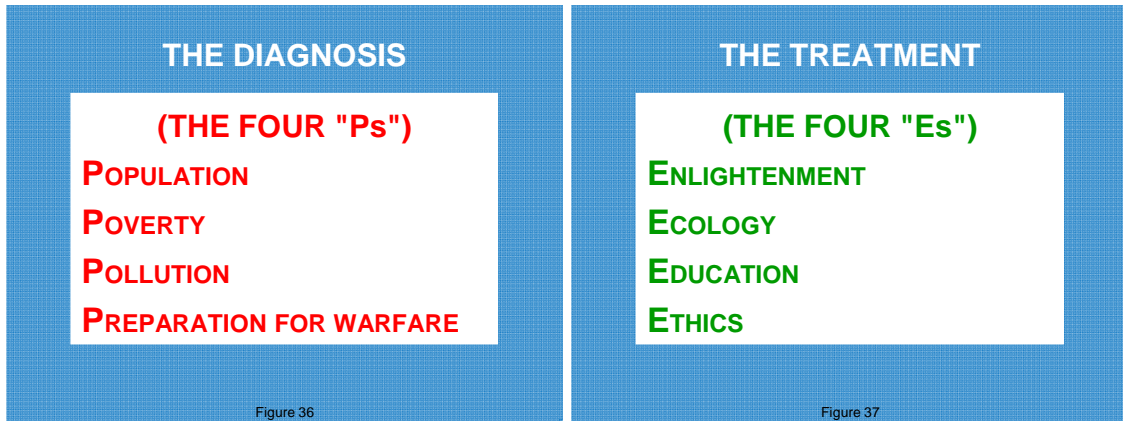 THE DIAGNOSIS
(THE FOUR "Ps")
POPULATION
POVERTY
POLLUTION
PREPARATION FOR WARFARE
Figure 36
THE TREATMENT
(THE FOUR "Es")
ENLIGHTENMENT
ECOLOGY
EDUCATION
ETHICS
Figure 37